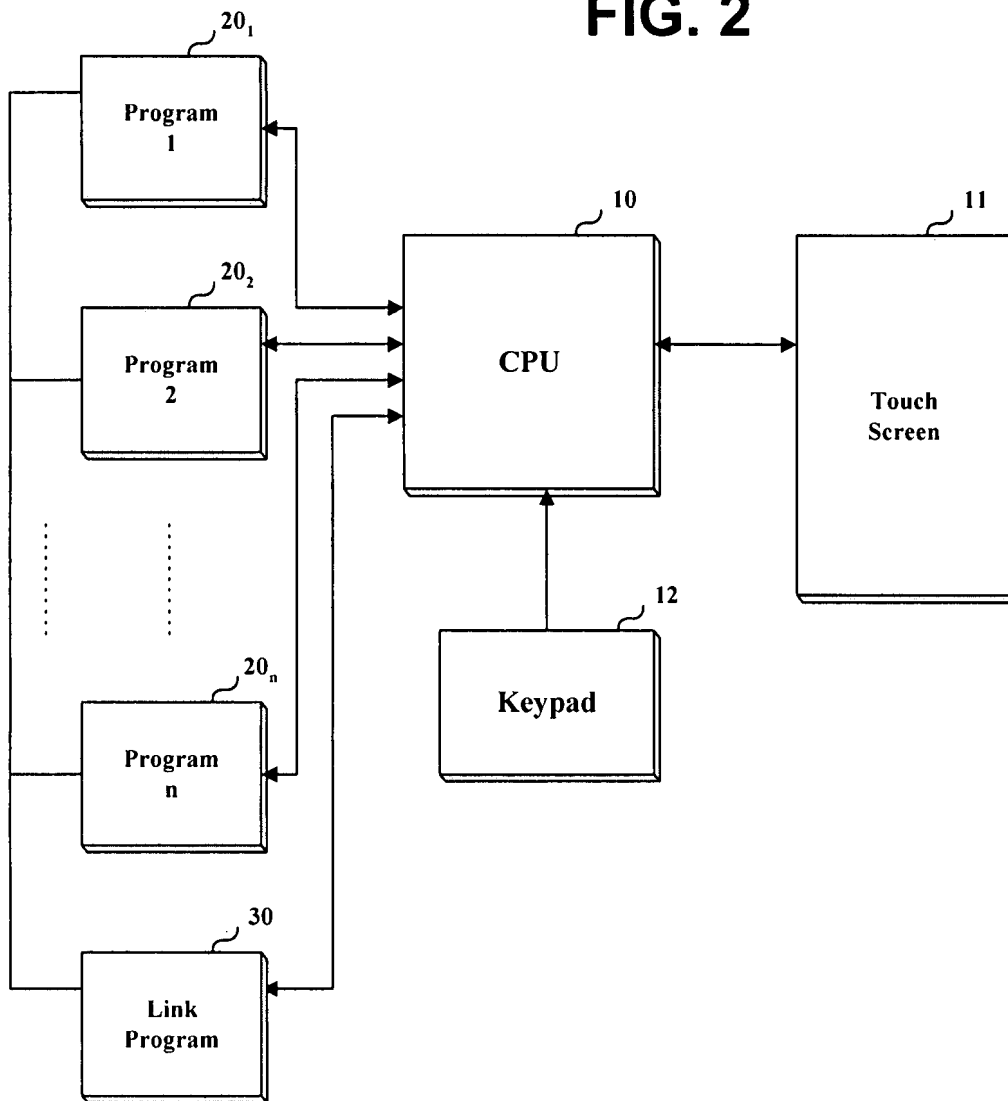 FIG. 2
20₁
Program
1
20₂
Program
2
20ₙ
Program
n
30
Link
Program
10
CPU
12
Keypad
11
Touch
Screen